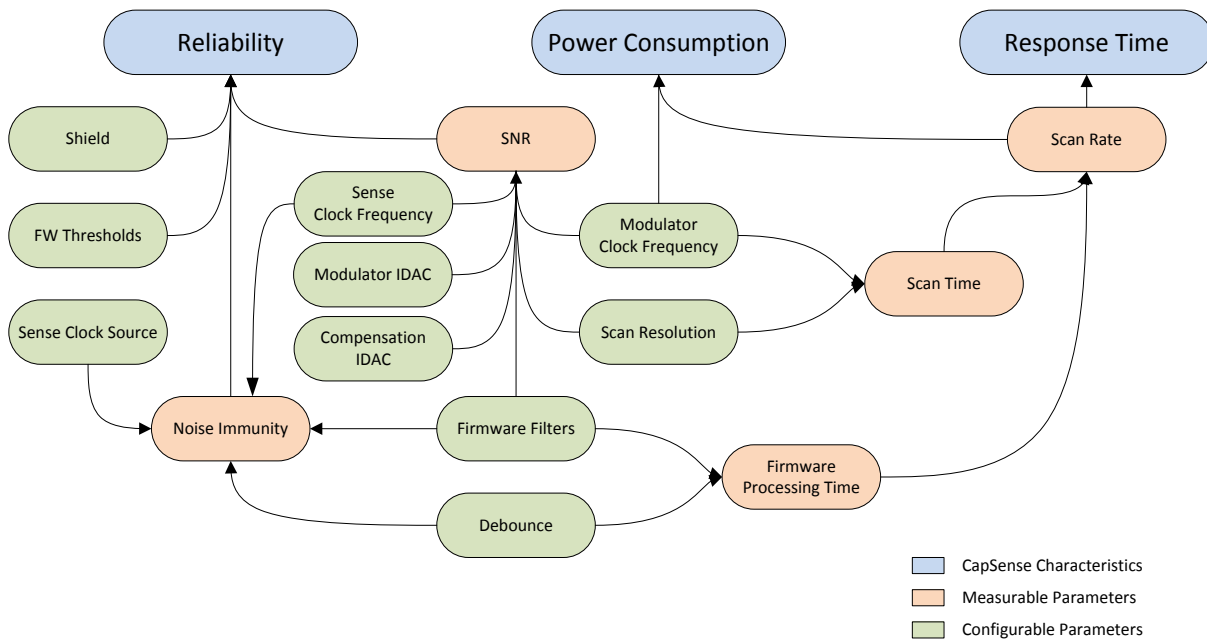 Reliability
Power Consumption
Response Time
Shield
SNR
Scan Rate
Sense
Clock Frequency
FW Thresholds
Modulator
Clock Frequency
Modulator IDAC
Scan Time
Sense Clock Source
Compensation
IDAC
Scan Resolution
Noise Immunity
Firmware Filters
Firmware
Processing Time
Debounce
CapSense Characteristics
Measurable Parameters
Configurable Parameters